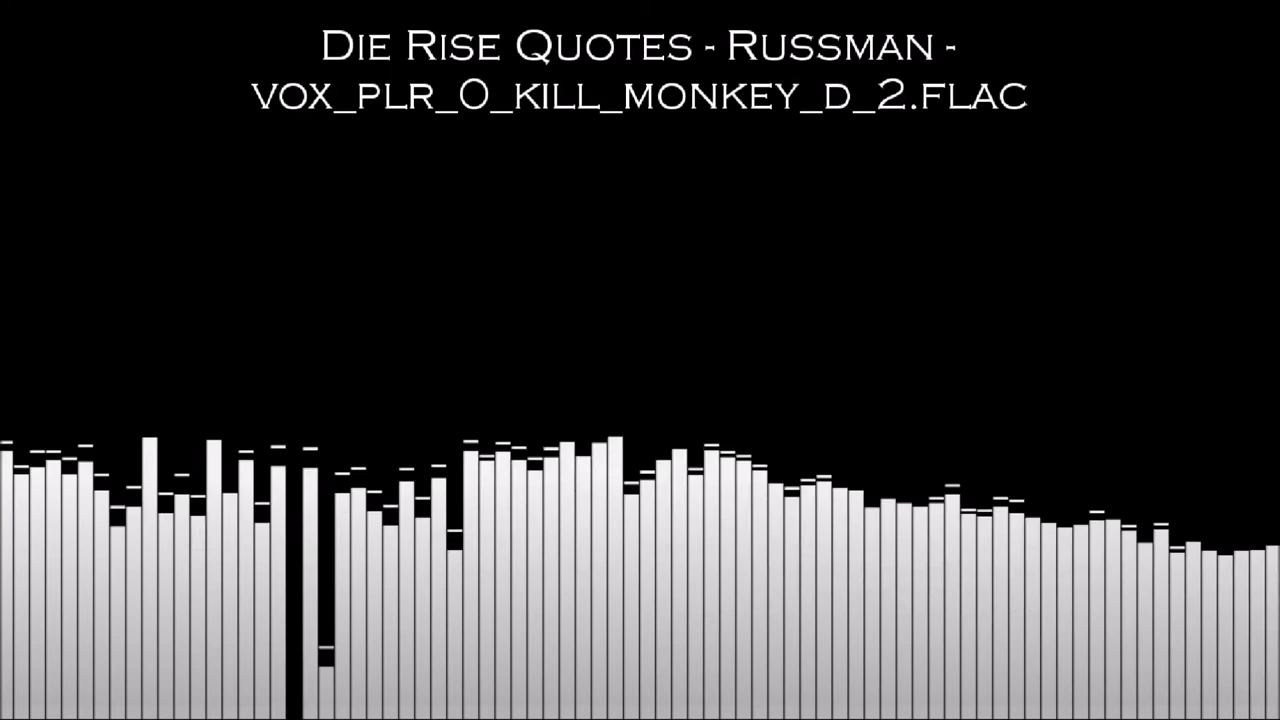 Die Rise Quotes - Russman -
vox_plr_0_kill_monkey_d_2.flac